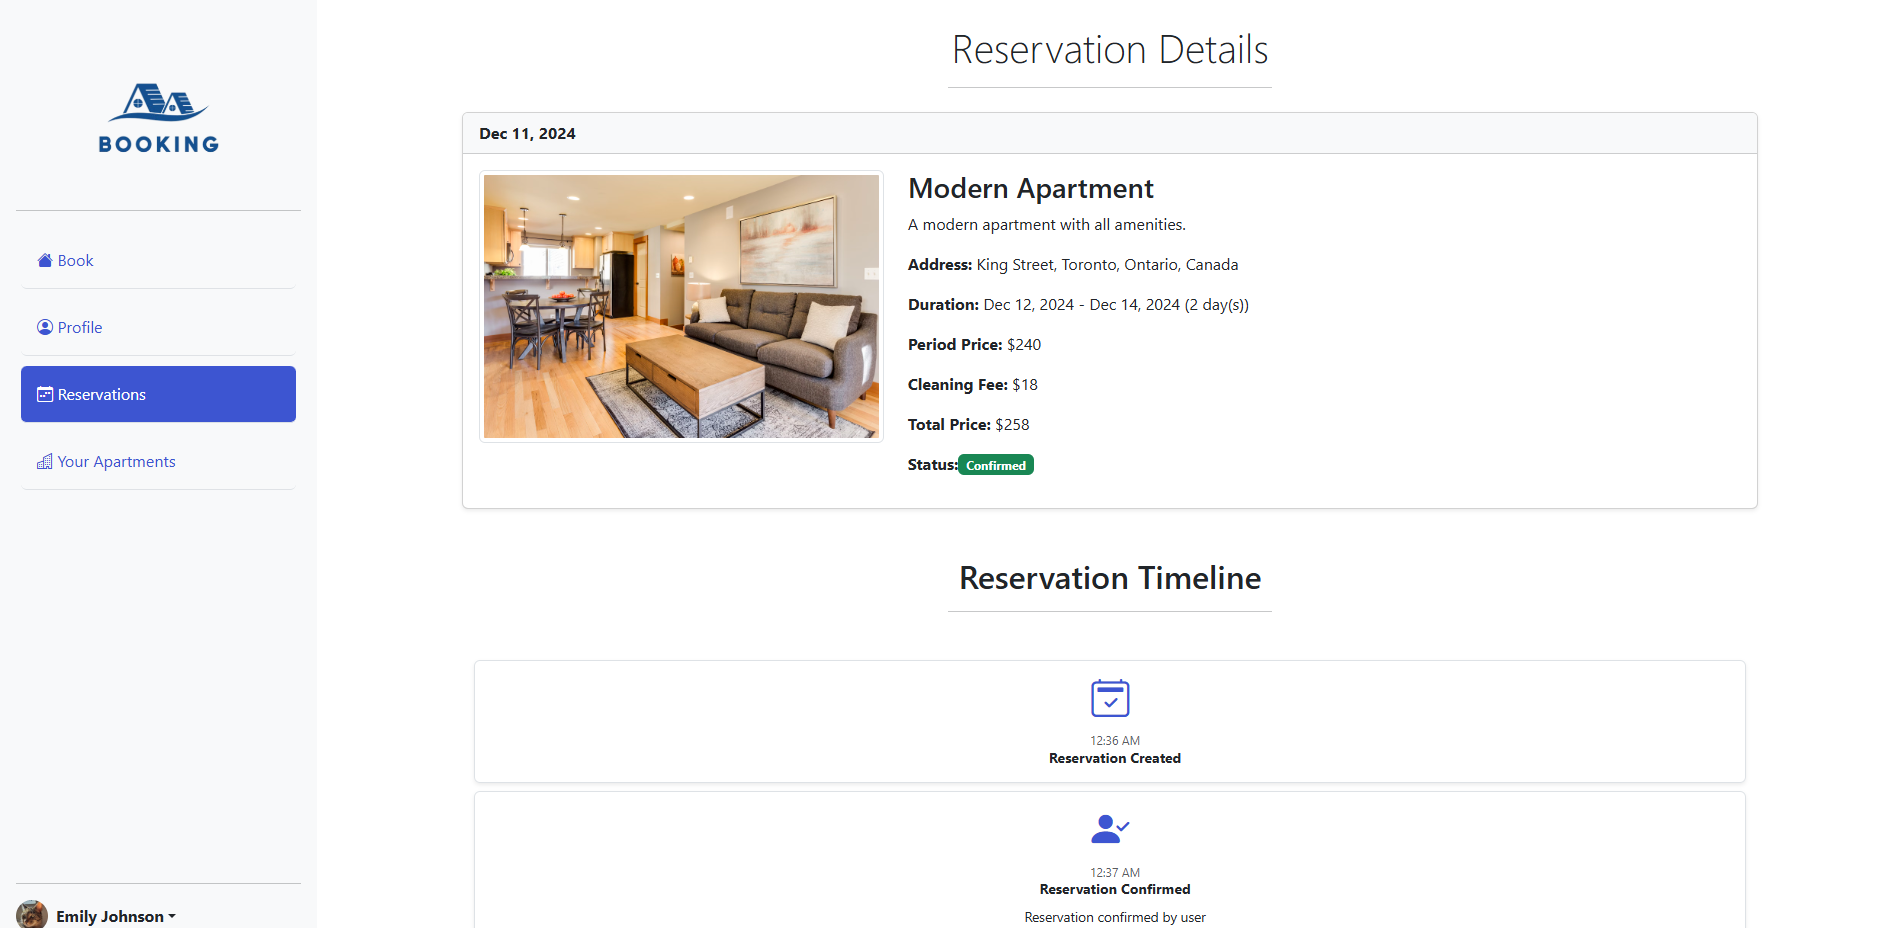 BOOKING
Book
Profile
Reservations
Your Apartments
Emily Johnson
Reservation Details
Dec 11, 2024
Modern Apartment
A modern apartment with all amenities.
Address: King Street, Toronto, Ontario, Canada
Duration: Dec 12, 2024 - Dec 14, 2024 (2 day(s))
Period Price: $240
Cleaning Fee: $18
Total Price: $258
Status: Confirmed
Reservation Timeline
12:36 AM
Reservation Created
12:37 AM
Reservation Confirmed
Reservation confirmed by user